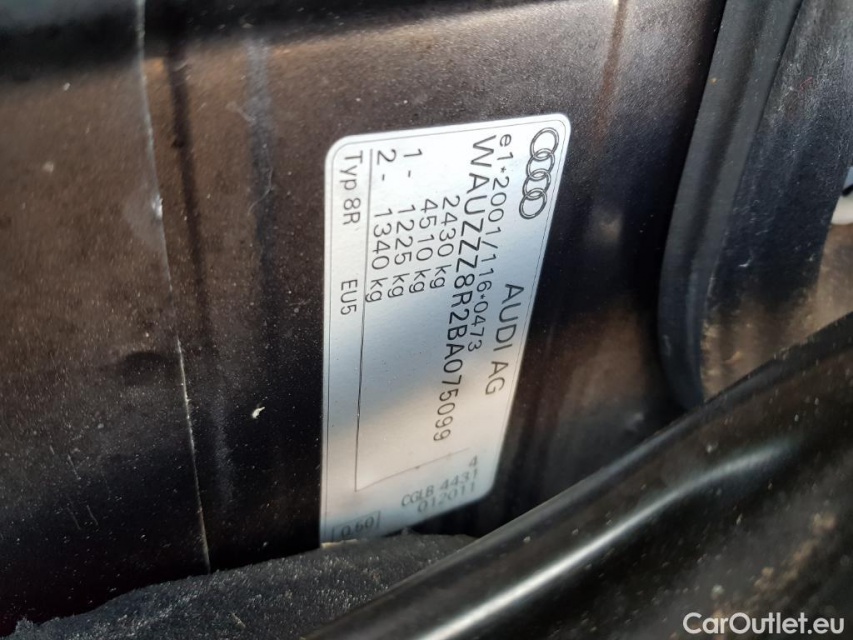 AUDI AG
e1*2001/116*0473
WAUZZZ8R2BA075099
2430 kg
4510 kg
1- 1225 kg
2- 1340 kg
Typ 8R EU5
4
CGLB 4431
012011
0.60
CarOutlet.eu